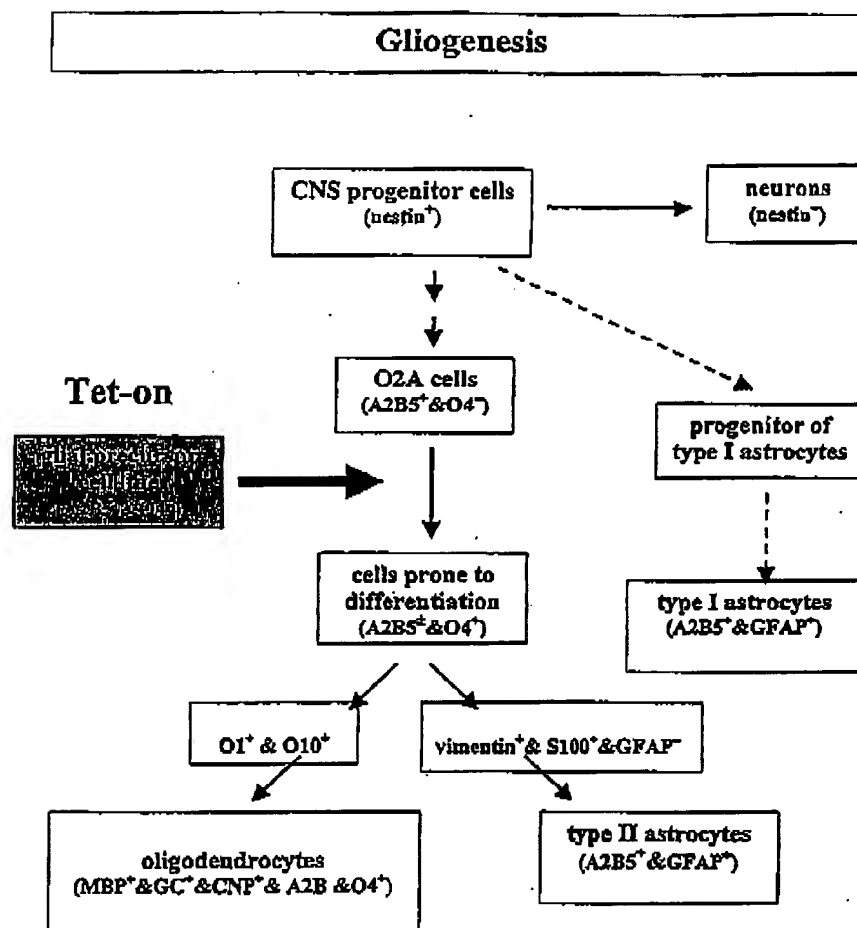 Gliogenesis
CNS progenitor cells
(nestin⁺)
neurons
(nestin⁻)
O2A cells
(A2B5⁺&O4⁻)
Tet-on
glial precursor
progenitor of
type I astrocytes
cells prone to
differentiation
(A2B5±&O4⁺)
type I astrocytes
(A2B5⁺&GFAP⁺)
O1⁺ & O10⁺
vimentin⁺& S100⁺&GFAP⁻
oligodendrocytes
(MBP⁺&GC⁺&CNP⁺& A2B &O4⁺)
type II astrocytes
(A2B5⁺&GFAP⁺)